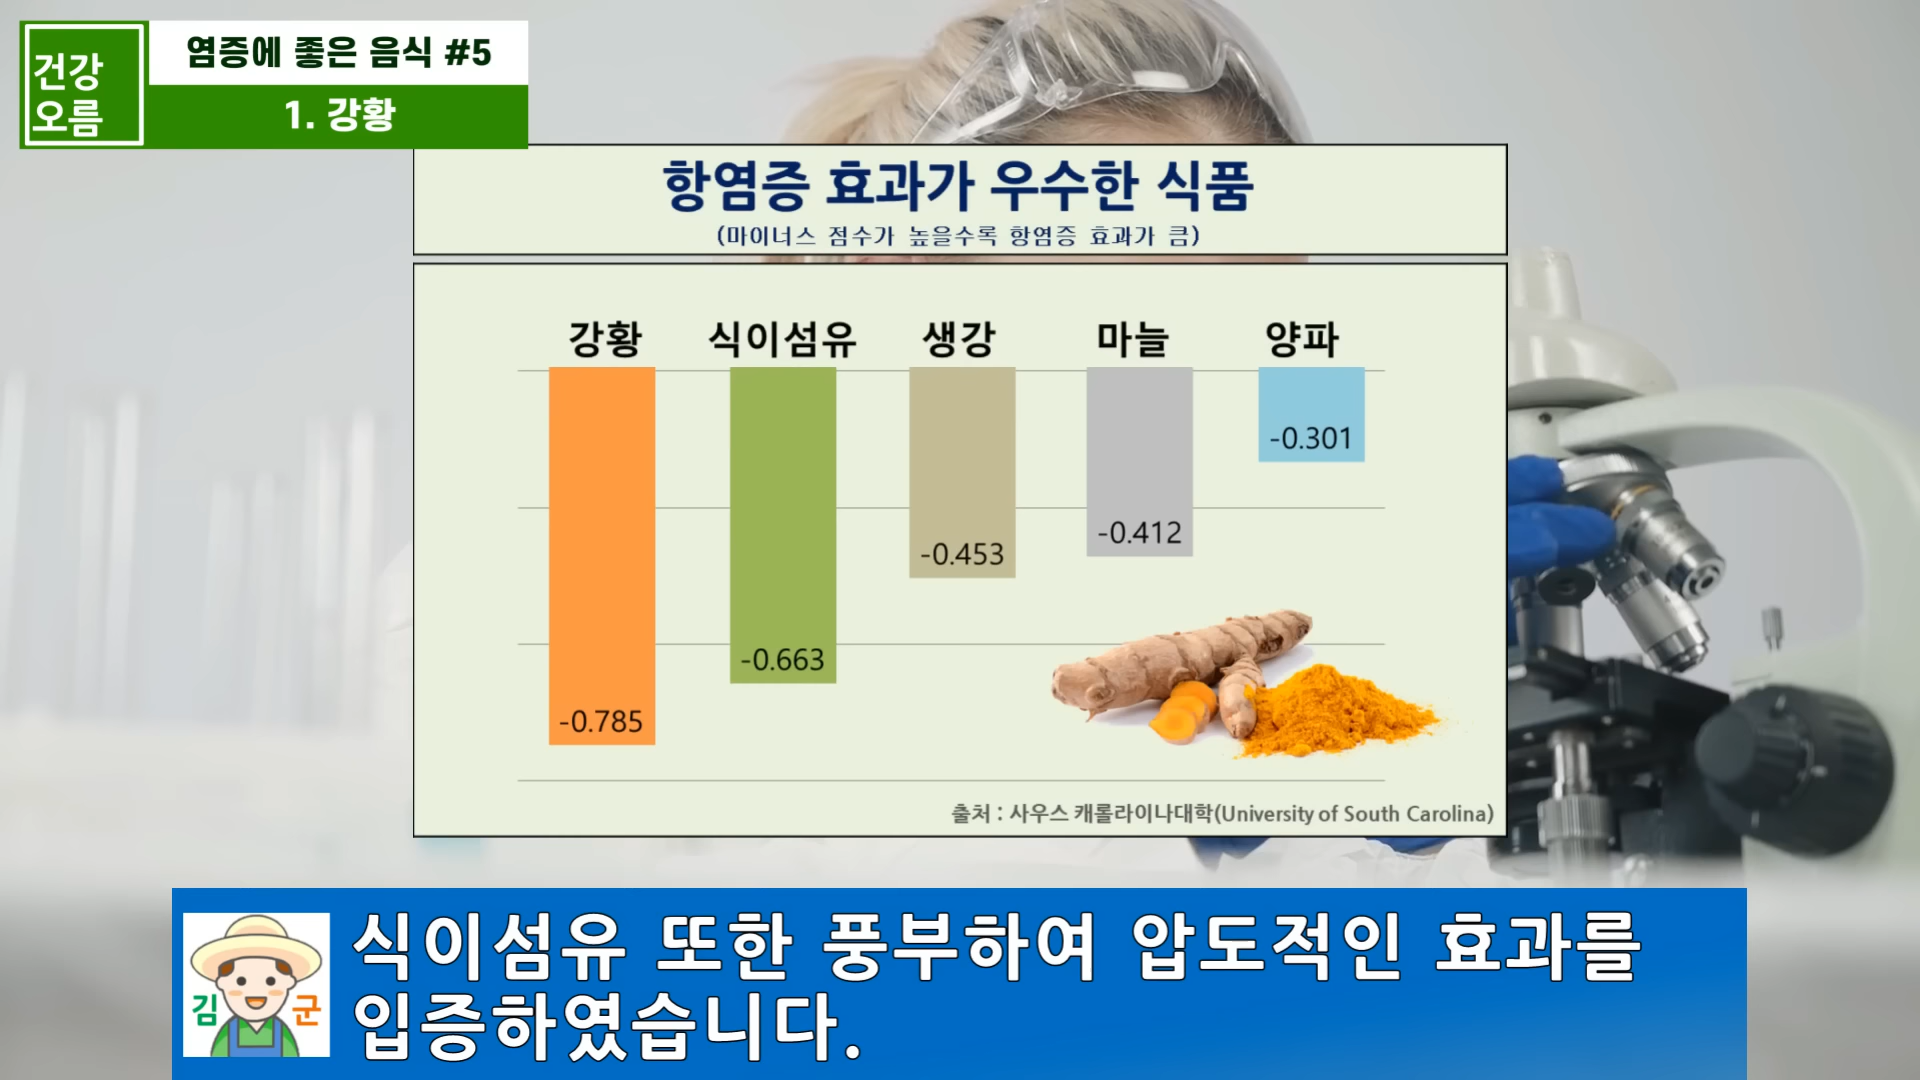 건강
오름
염증에 좋은 음식 #5
1. 강황
항염증 효과가 우수한 식품
(마이너스 점수가 높을수록 항염증 효과가 큼)
강황 식이섬유 생강 마늘 양파
-0.301
-0.412
-0.453
-0.663
-0.785
출처 : 사우스 캐롤라이나대학(University of South Carolina)
김 군
식이섬유 또한 풍부하여 압도적인 효과를
입증하였습니다.